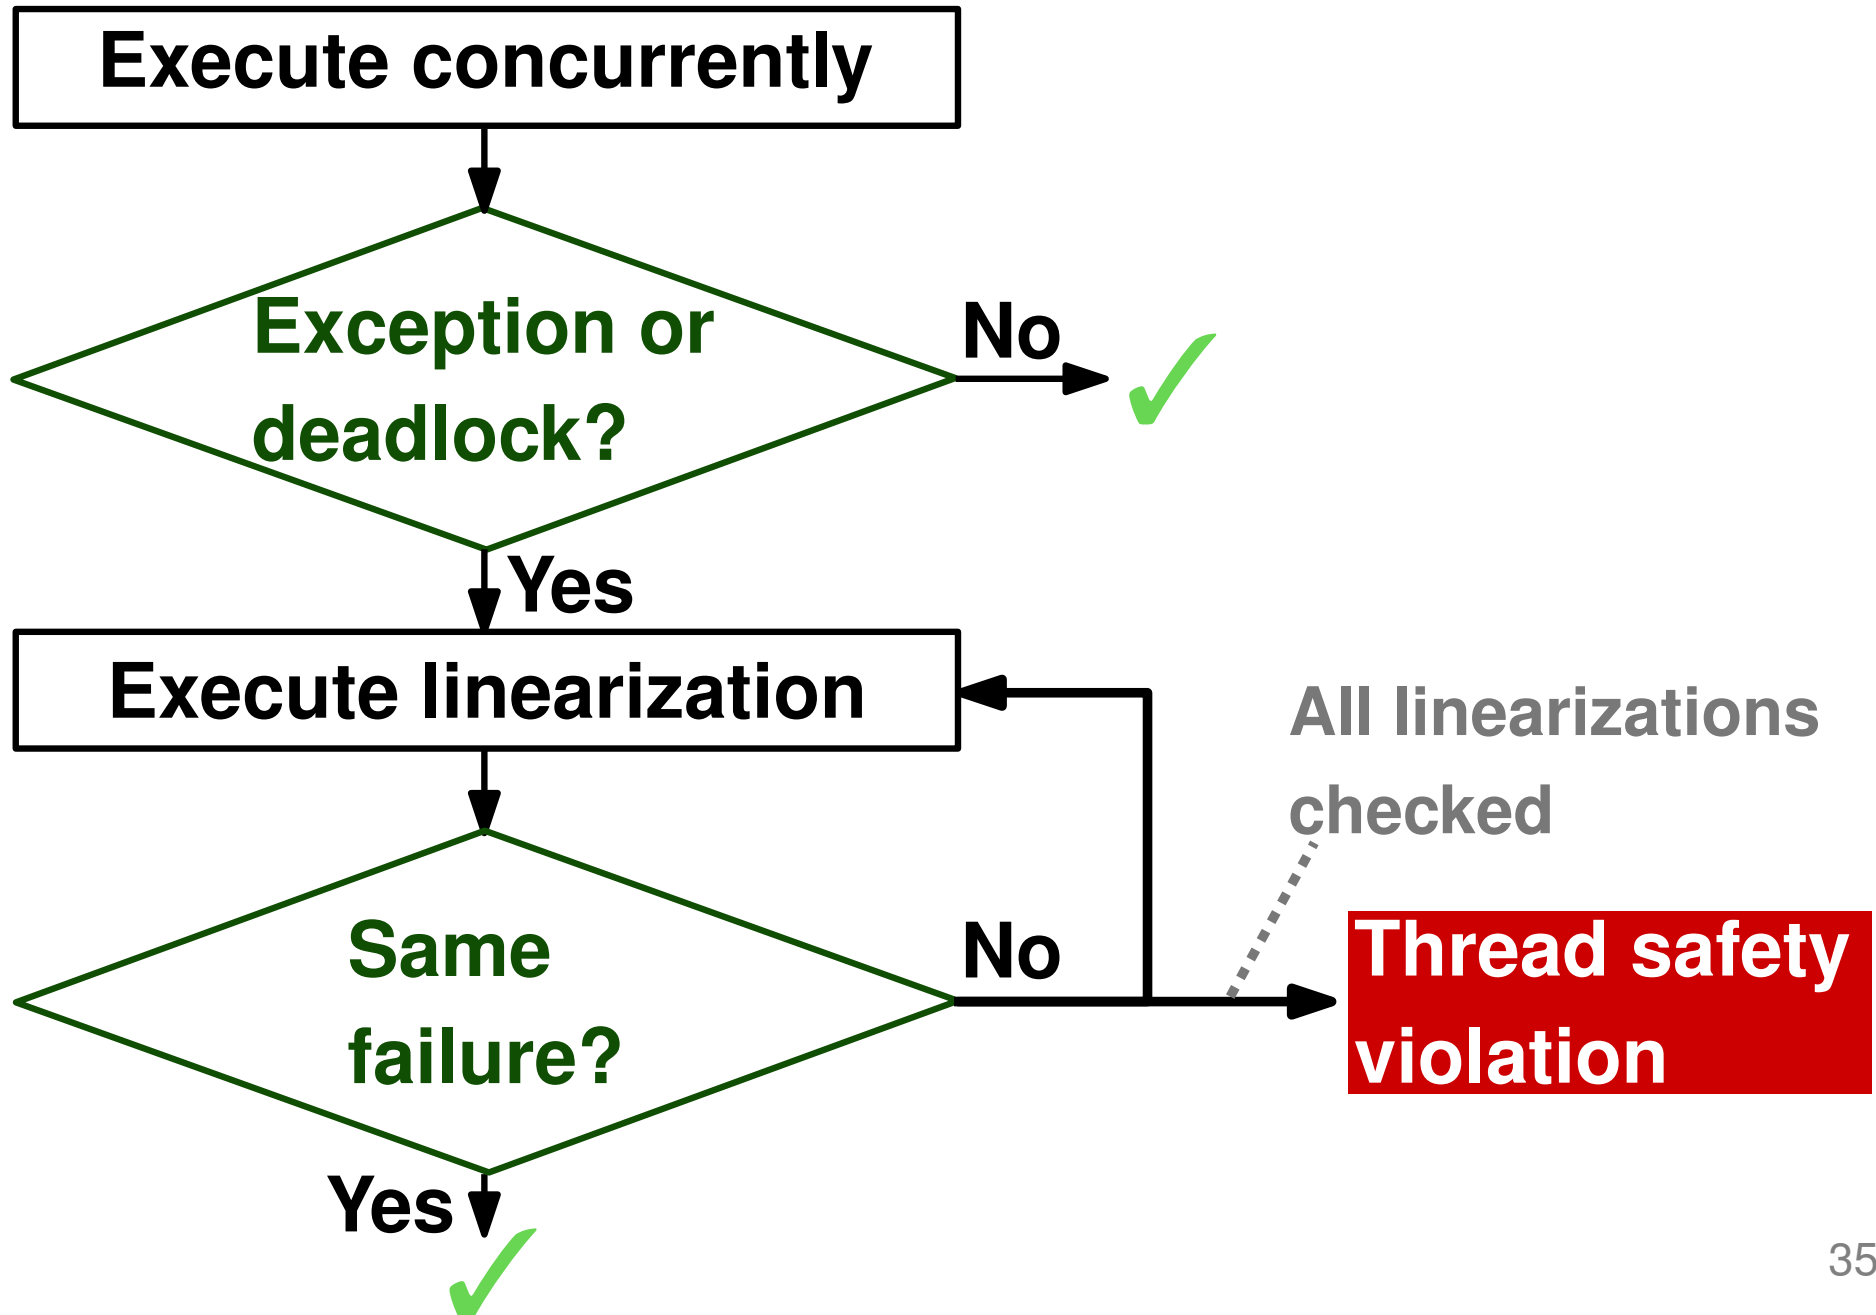 Execute concurrently
Exception or
deadlock?
No
Yes
Execute linearization
All linearizations
checked
Same
failure?
No
Thread safety
violation
Yes
35